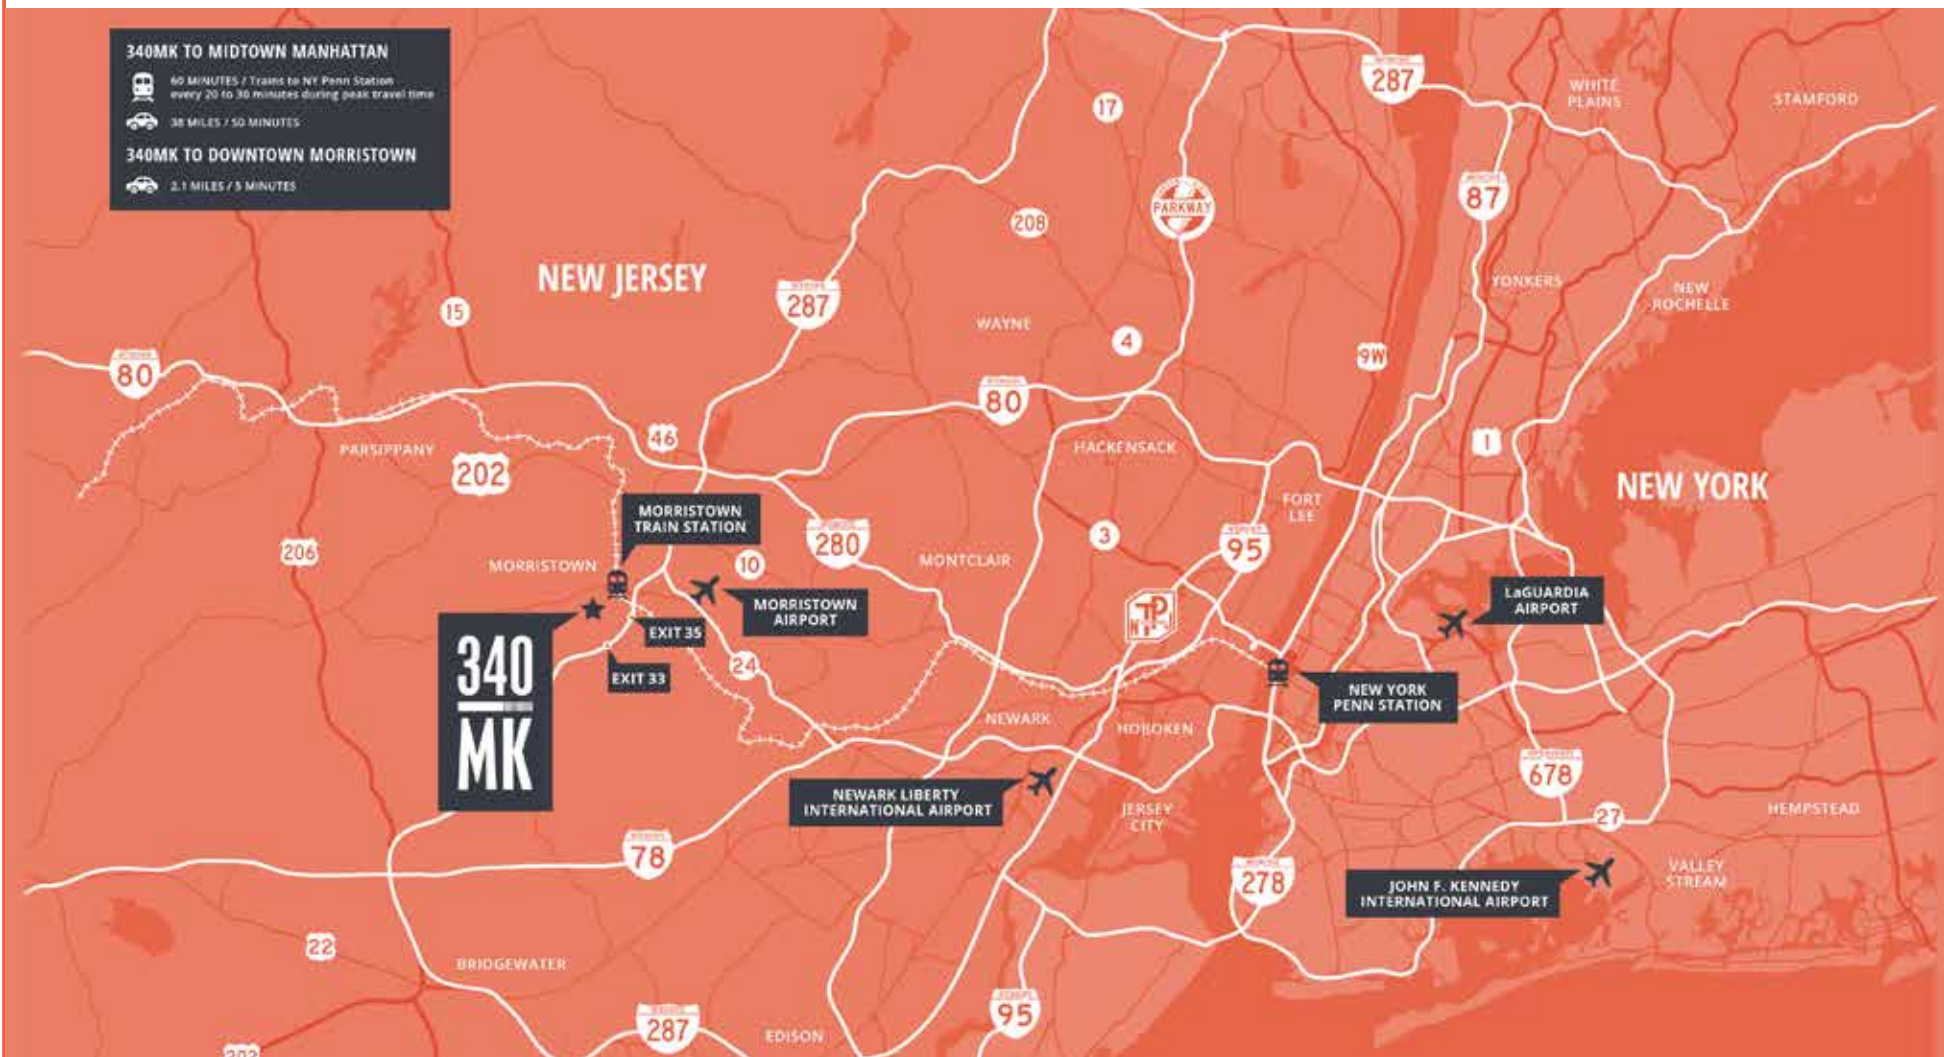 340MK TO MIDTOWN MANHATTAN
60 MINUTES / Trains to NY Penn Station
every 20 to 30 minutes during peak travel time
38 MILES / 50 MINUTES
340MK TO DOWNTOWN MORRISTOWN
2.1 MILES / 5 MINUTES
287
WHITE
PLAINS
STAMFORD
17
87
PARKWAY
208
NEW JERSEY
287
YONKERS
NEW
ROCHELLE
15
WAYNE
4
9W
80
80
46
PARSIPPANY
202
HACKENSACK
1
NEW YORK
FORT
LEE
MORRISTOWN
TRAIN STATION
206
280
3
95
MORRISTOWN
10
MONTCLAIR
MORRISTOWN
AIRPORT
LaGUARDIA
AIRPORT
340
MK
EXIT 35
EXIT 33
24
NEW YORK
PENN STATION
NEWARK
HOBOKEN
678
NEWARK LIBERTY
INTERNATIONAL AIRPORT
JERSEY
CITY
27
HEMPSTEAD
78
278
JOHN F. KENNEDY
INTERNATIONAL AIRPORT
VALLEY
STREAM
22
BRIDGEWATER
287
EDISON
95